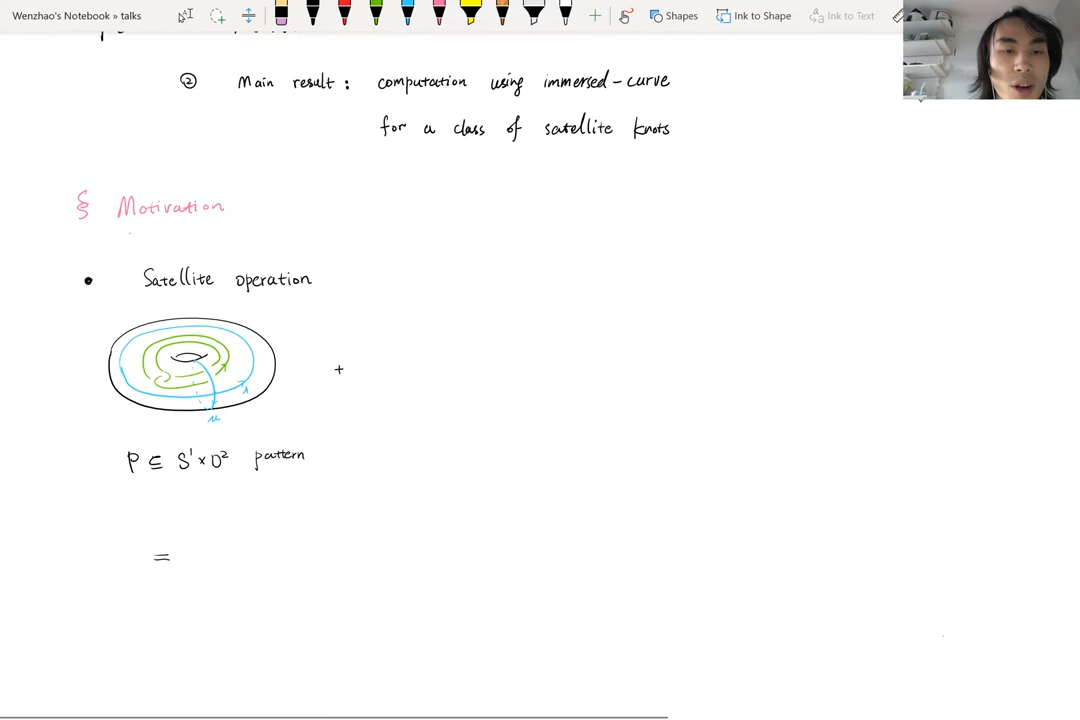 Wenzhao's Notebook » talks
Shapes
Ink to Shape
Ink to Text
② Main result : computation using immersed-curve
for a class of satellite knots
§ Motivation
• Satellite operation
λ
μ
+
P ⊆ S¹ × D² pattern
=